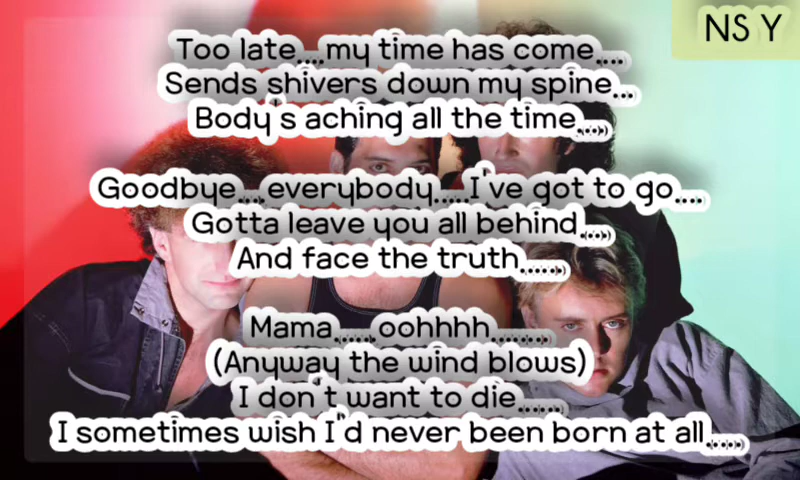 NS Y
Too late....my time has come....
Sends shivers down my spine...
Body's aching all the time.....
Goodbye....everybody.....I've got to go....
Gotta leave you all behind.....
And face the truth.......
Mama......oohhhh........
(Anyway the wind blows)
I don't want to die.......
I sometimes wish I'd never been born at all......